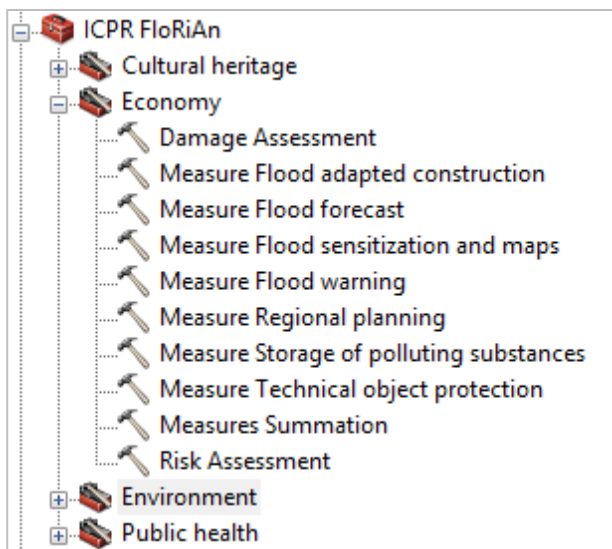 ICPR FloRiAn
Cultural heritage
Economy
Damage Assessment
Measure Flood adapted construction
Measure Flood forecast
Measure Flood sensitization and maps
Measure Flood warning
Measure Regional planning
Measure Storage of polluting substances
Measure Technical object protection
Measures Summation
Risk Assessment
Environment
Public health